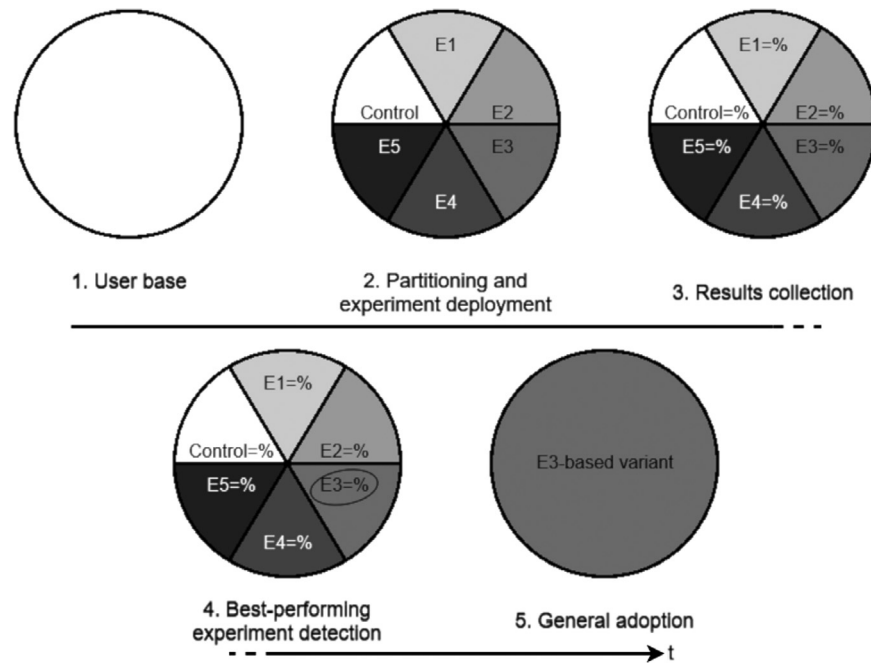 E1
Control
E2
E5
E3
E4
E1=%
Control=%
E2=%
E5=%
E3=%
E4=%
1. User base
2. Partitioning and
experiment deployment
3. Results collection
E1=%
Control=%
E2=%
E5=%
E3=%
E4=%
E3-based variant
4. Best-performing
experiment detection
5. General adoption
t